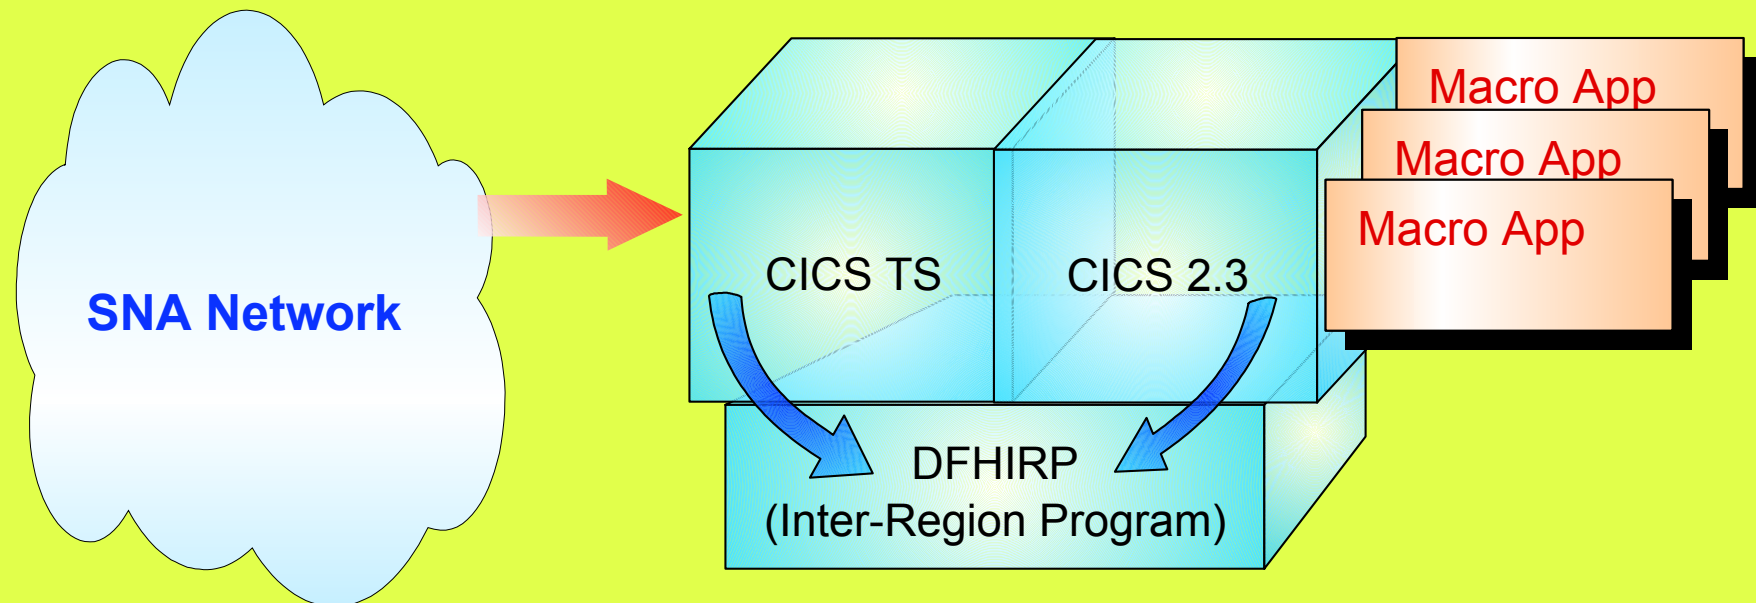 SNA Network
CICS TS
CICS 2.3
Macro App
Macro App
Macro App
DFHIRP
(Inter-Region Program)